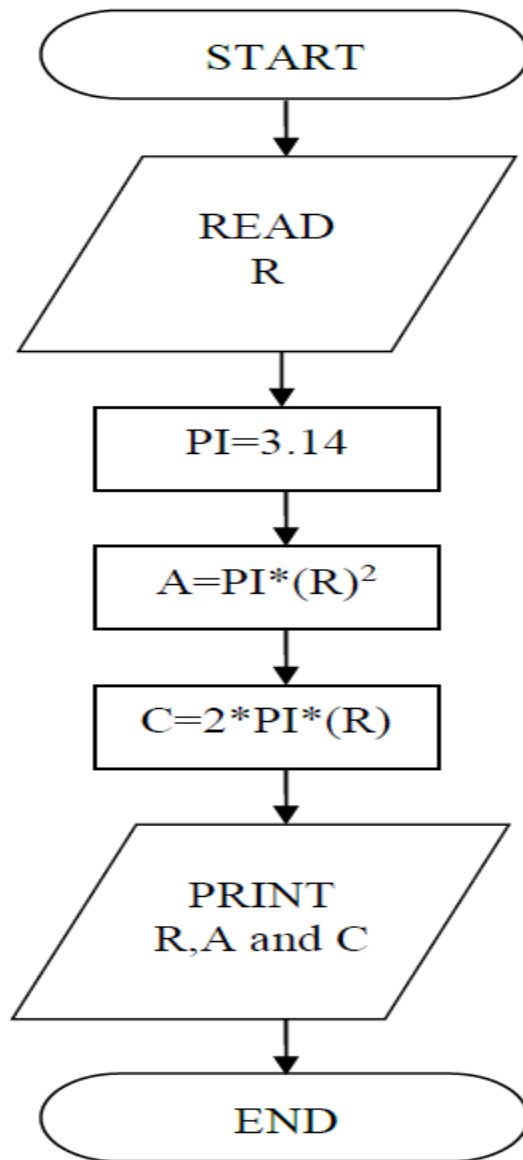 START
READ
R
PI=3.14
A=PI*(R)²
C=2*PI*(R)
PRINT
R,A and C
END